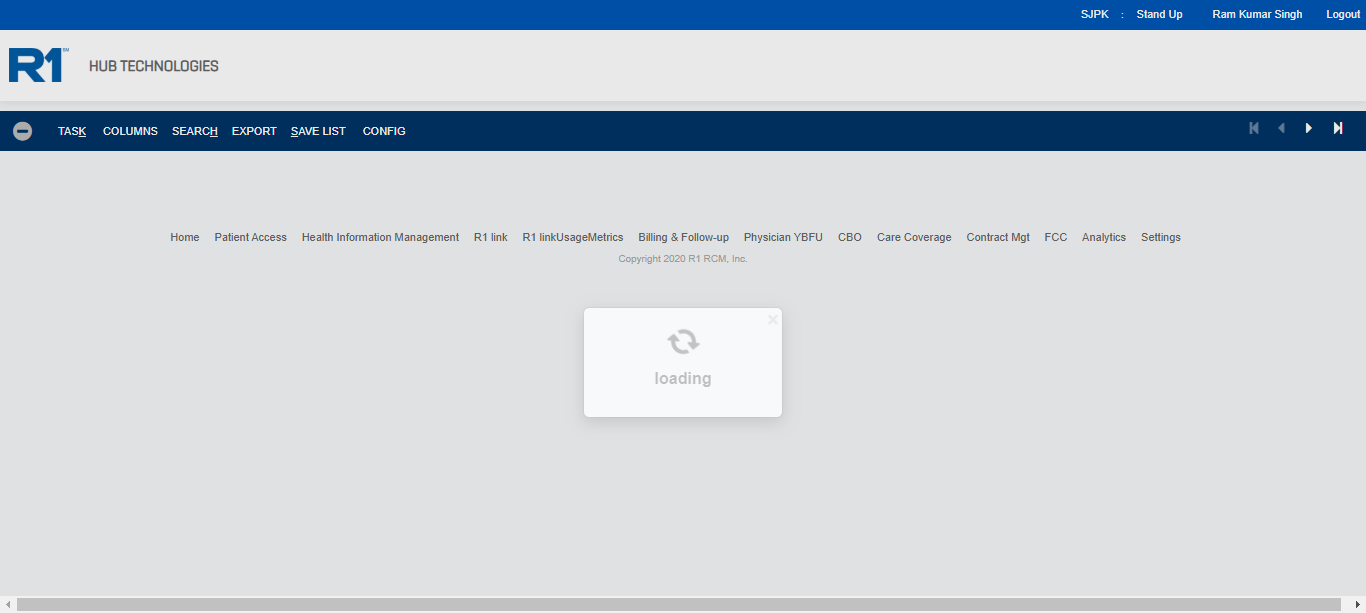 SJPK : Stand Up Ram Kumar Singh Logout
R1 SM HUB TECHNOLOGIES
TASK COLUMNS SEARCH EXPORT SAVE LIST CONFIG
Home Patient Access Health Information Management R1 link R1 linkUsageMetrics Billing & Follow-up Physician YBFU CBO Care Coverage Contract Mgt FCC Analytics Settings
Copyright 2020 R1 RCM, Inc.
loading